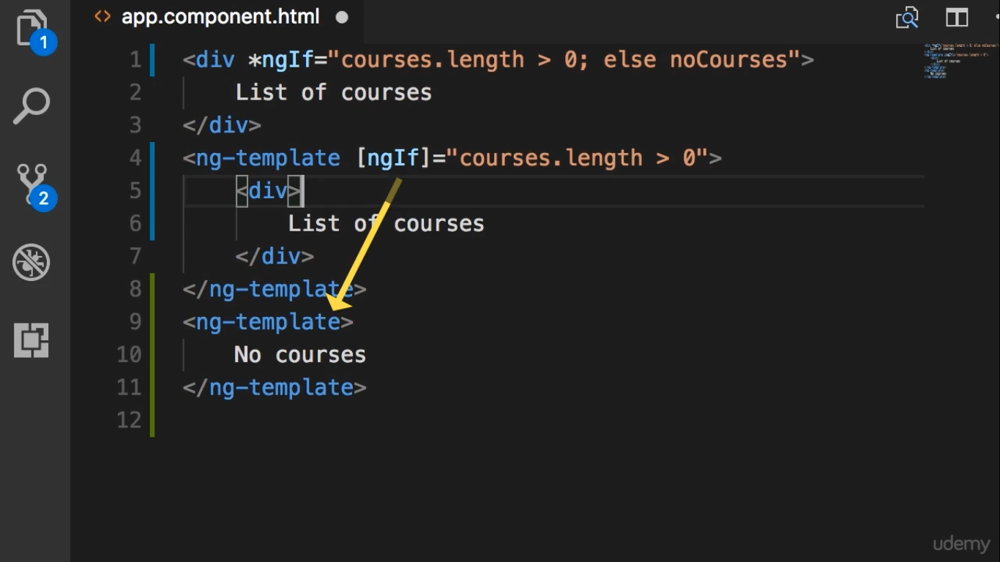 app.component.html
1
2
1 <div *ngIf="courses.length > 0; else noCourses">
2 List of courses
3 </div>
4 <ng-template [ngIf]="courses.length > 0">
5 <div>
6 List of courses
7 </div>
8 </ng-template>
9 <ng-template>
10 No courses
11 </ng-template>
12
udemy